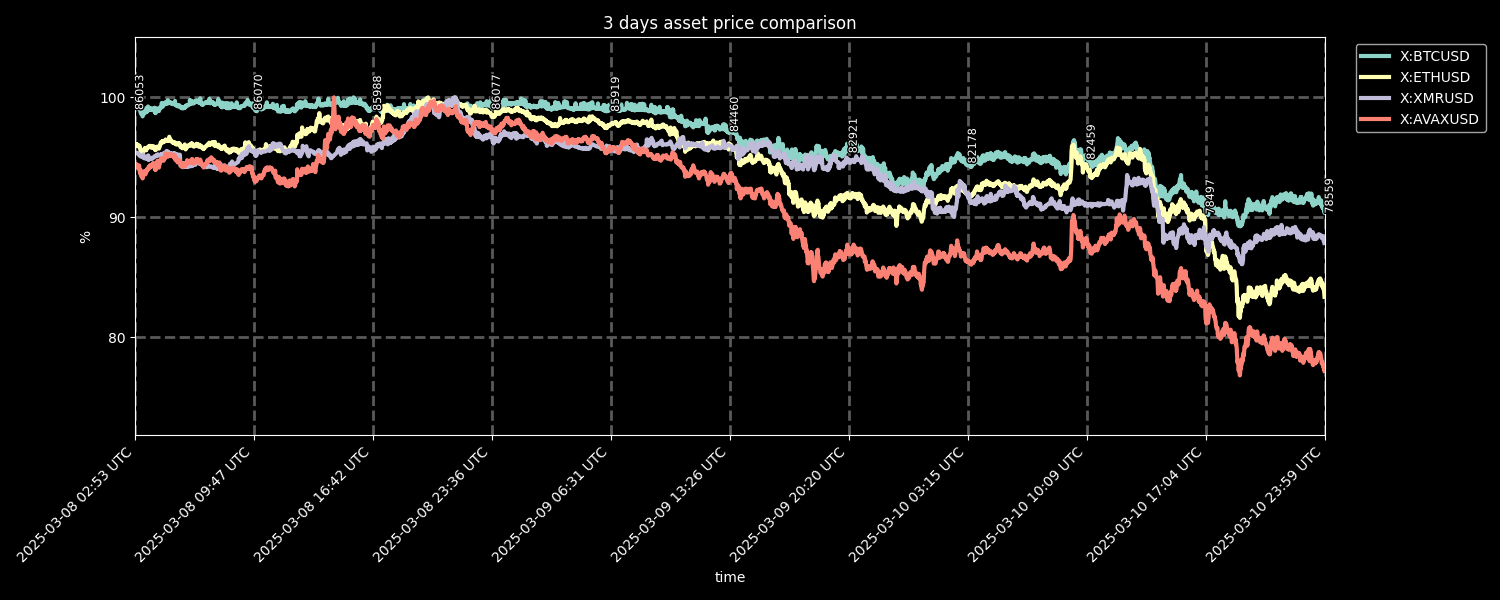 3 days asset price comparison
X:BTCUSD
X:ETHUSD
X:XMRUSD
X:AVAXUSD
100
90
80
%
86053
86070
85988
86077
85919
84460
82921
82178
82459
78497
78559
2025-03-08 02:53 UTC
2025-03-08 09:47 UTC
2025-03-08 16:42 UTC
2025-03-08 23:36 UTC
2025-03-09 06:31 UTC
2025-03-09 13:26 UTC
2025-03-09 20:20 UTC
2025-03-10 03:15 UTC
2025-03-10 10:09 UTC
2025-03-10 17:04 UTC
2025-03-10 23:59 UTC
time